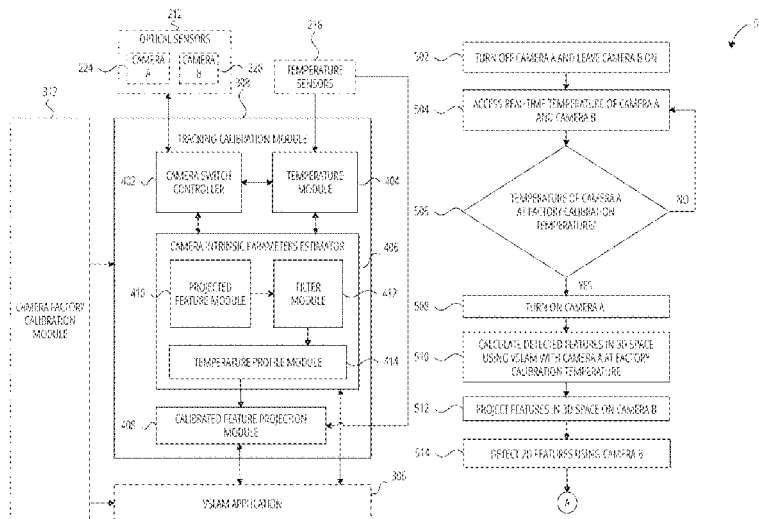 212
OPTICAL SENSORS
224
CAMERA
A
CAMERA
B
226
216
TEMPERATURE
SENSORS
312
308
TRACKING CALIBRATION MODULE
402
CAMERA SWITCH
CONTROLLER
TEMPERATURE
MODULE
404
CAMERA INTRINSIC PARAMETERS ESTIMATOR
406
410
PROJECTED
FEATURE MODULE
FILTER
MODULE
412
TEMPERATURE PROFILE MODULE
414
408
CALIBRATED FEATURE PROJECTION
MODULE
CAMERA FACTORY
CALIBRATION
MODULE
VSLAM APPLICATION
306
502
TURN OFF CAMERA A AND LEAVE CAMERA B ON
504
ACCESS REAL-TIME TEMPERATURE OF CAMERA A
AND CAMERA B
506
TEMPERATURE OF CAMERA A
AT FACTORY CALIBRATION
TEMPERATURE?
NO
YES
508
TURN ON CAMERA A
510
CALCULATE DETECTED FEATURES IN 3D SPACE
USING VSLAM WITH CAMERA A AT FACTORY
CALIBRATION TEMPERATURE
512
PROJECT FEATURES IN 3D SPACE ON CAMERA B
514
DETECT 2D FEATURES USING CAMERA B
A